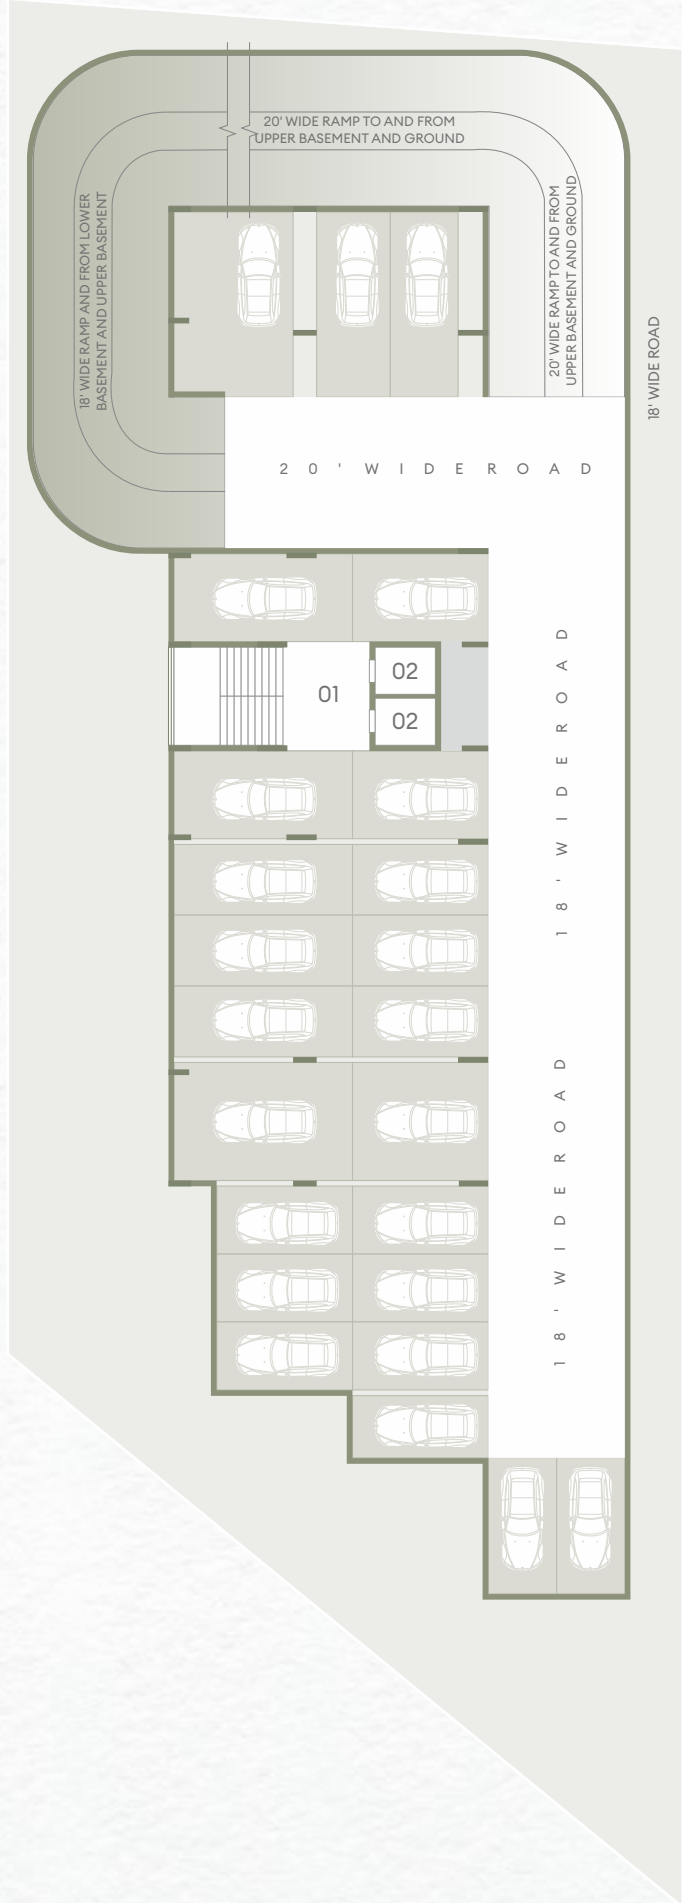 20' WIDE RAMP TO AND FROM
UPPER BASEMENT AND GROUND
18' WIDE RAMP AND FROM LOWER
BASEMENT AND UPPER BASEMENT
20' WIDE RAMP TO AND FROM
UPPER BASEMENT AND GROUND
18' WIDE ROAD
20' WIDE ROAD
01
02
02
18' WIDE ROAD
18' WIDE ROAD